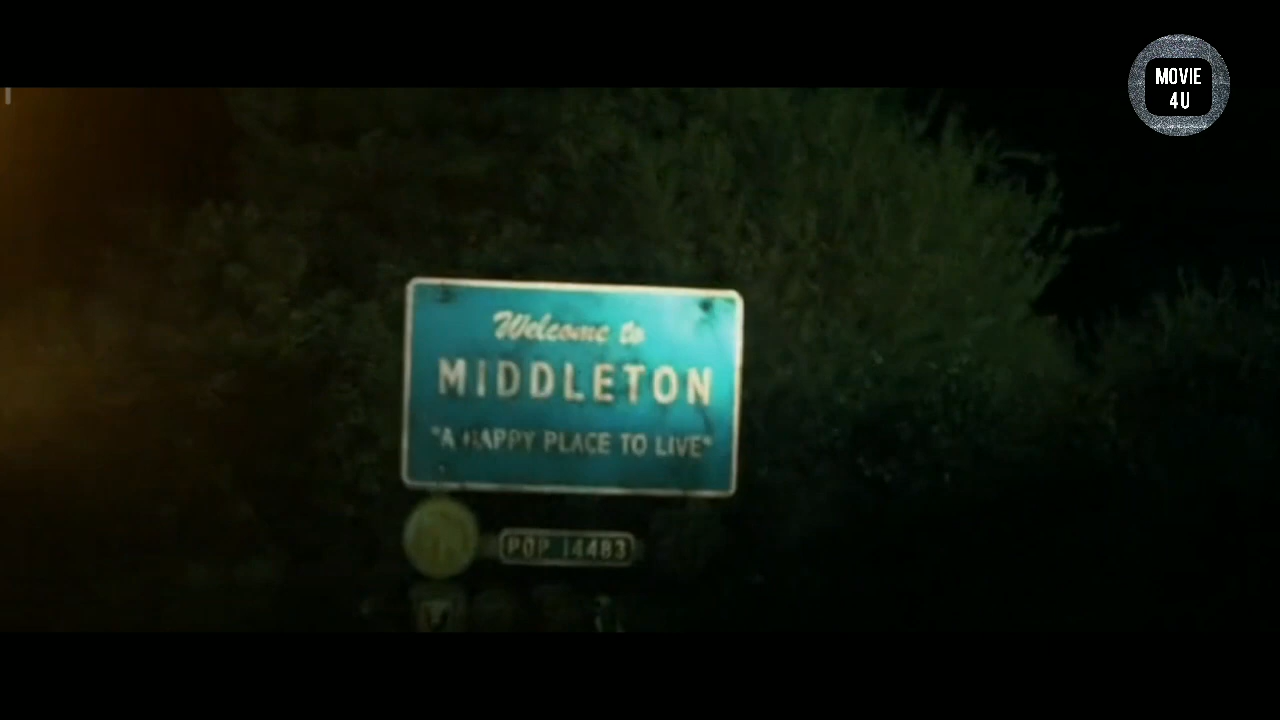 MOVIE
4U
Welcome to
MIDDLETON
"A HAPPY PLACE TO LIVE"
POP 14483